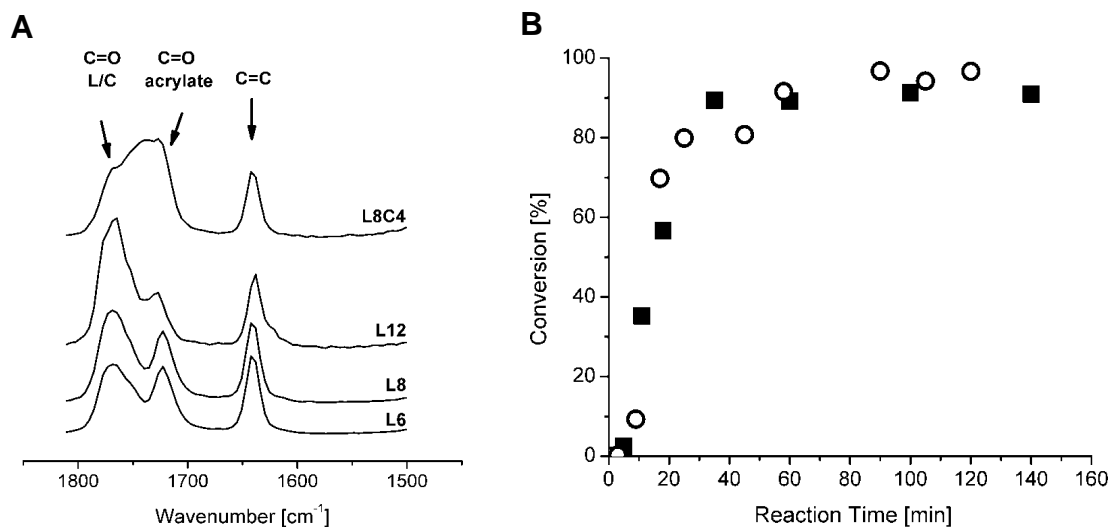 A
C=O
L/C
C=O
acrylate
C=C
L8C4
L12
L8
L6
1800 1700 1600 1500
Wavenumber [cm⁻¹]
B
100
80
60
40
20
0
Conversion [%]
0 20 40 60 80 100 120 140 160
Reaction Time [min]